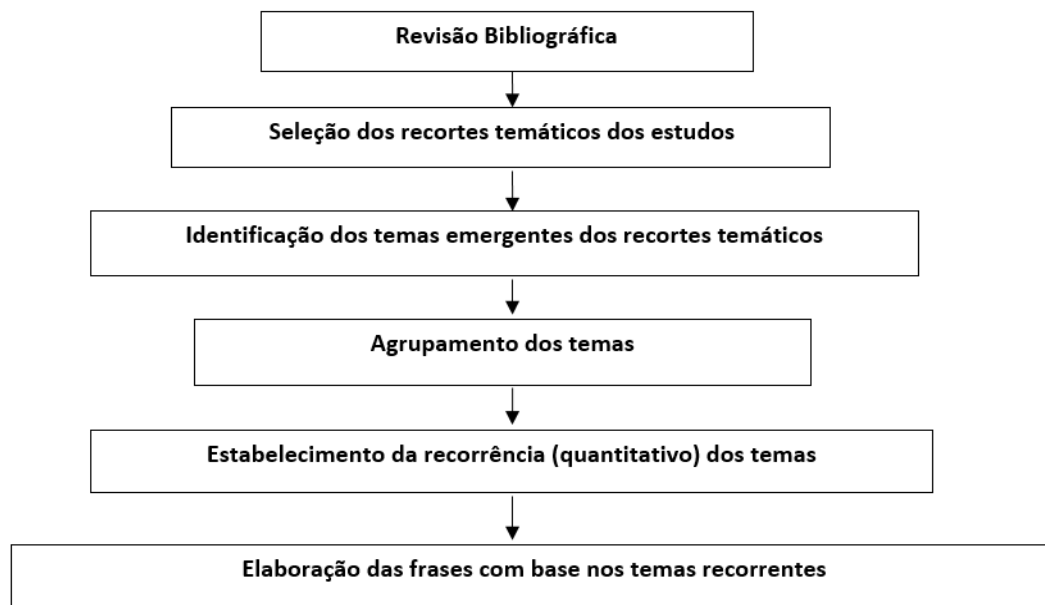 Revisão Bibliográfica
Seleção dos recortes temáticos dos estudos
Identificação dos temas emergentes dos recortes temáticos
Agrupamento dos temas
Estabelecimento da recorrência (quantitativo) dos temas
Elaboração das frases com base nos temas recorrentes